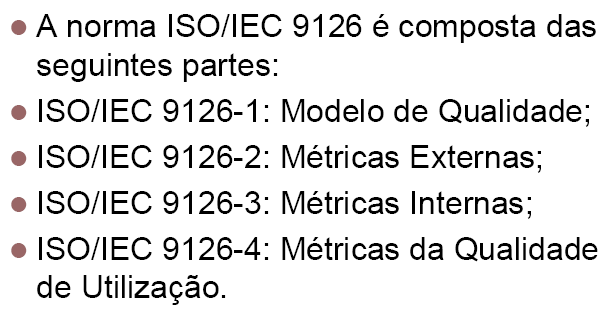 A norma ISO/IEC 9126 é composta das
seguintes partes:
ISO/IEC 9126-1: Modelo de Qualidade;
ISO/IEC 9126-2: Métricas Externas;
ISO/IEC 9126-3: Métricas Internas;
ISO/IEC 9126-4: Métricas da Qualidade
de Utilização.